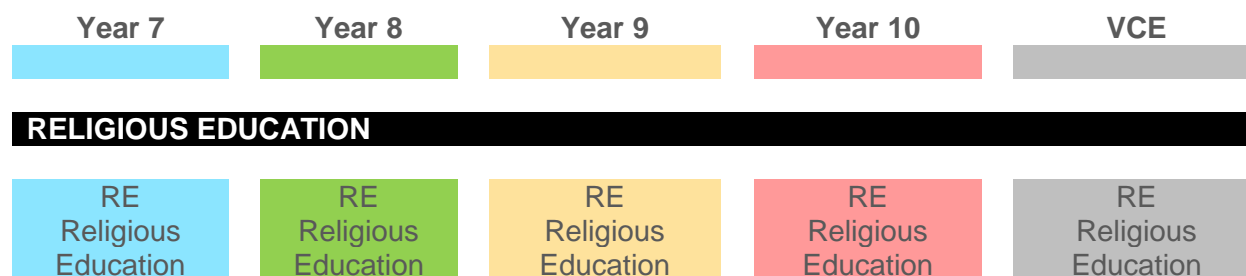 Year 7 Year 8 Year 9 Year 10 VCE
RELIGIOUS EDUCATION
RE RE RE RE RE
Religious Religious Religious Religious Religious
Education Education Education Education Education